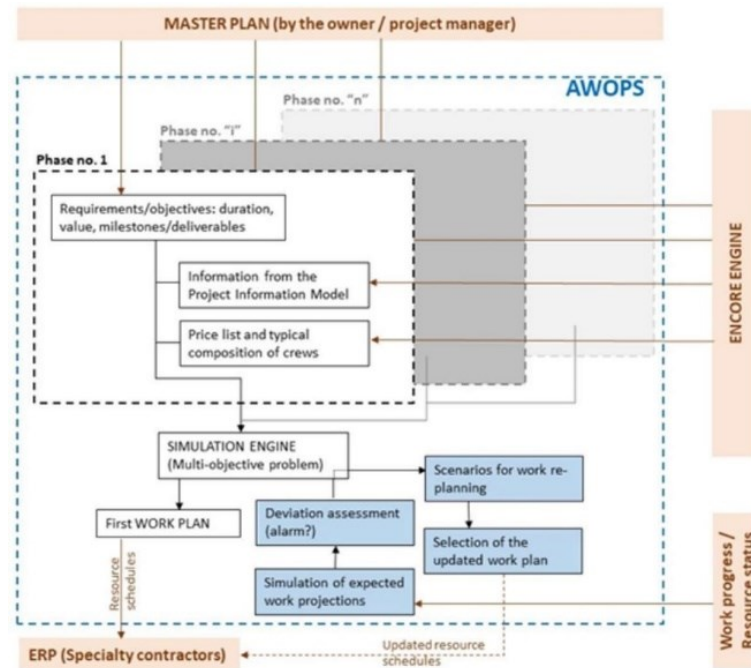 MASTER PLAN (by the owner / project manager)
AWOPS
Phase no. "n"
Phase no. "i"
Phase no. 1
Requirements/objectives: duration,
value, milestones/deliverables
Information from the
Project Information Model
Price list and typical
composition of crews
ENCORE ENGINE
SIMULATION ENGINE
(Multi-objective problem)
Scenarios for work re-
planning
First WORK PLAN
Deviation assessment
(alarm?)
Selection of the
updated work plan
Simulation of expected
work projections
Resource
schedules
Work progress /
Resource status
ERP (Specialty contractors)
Updated resource
schedules